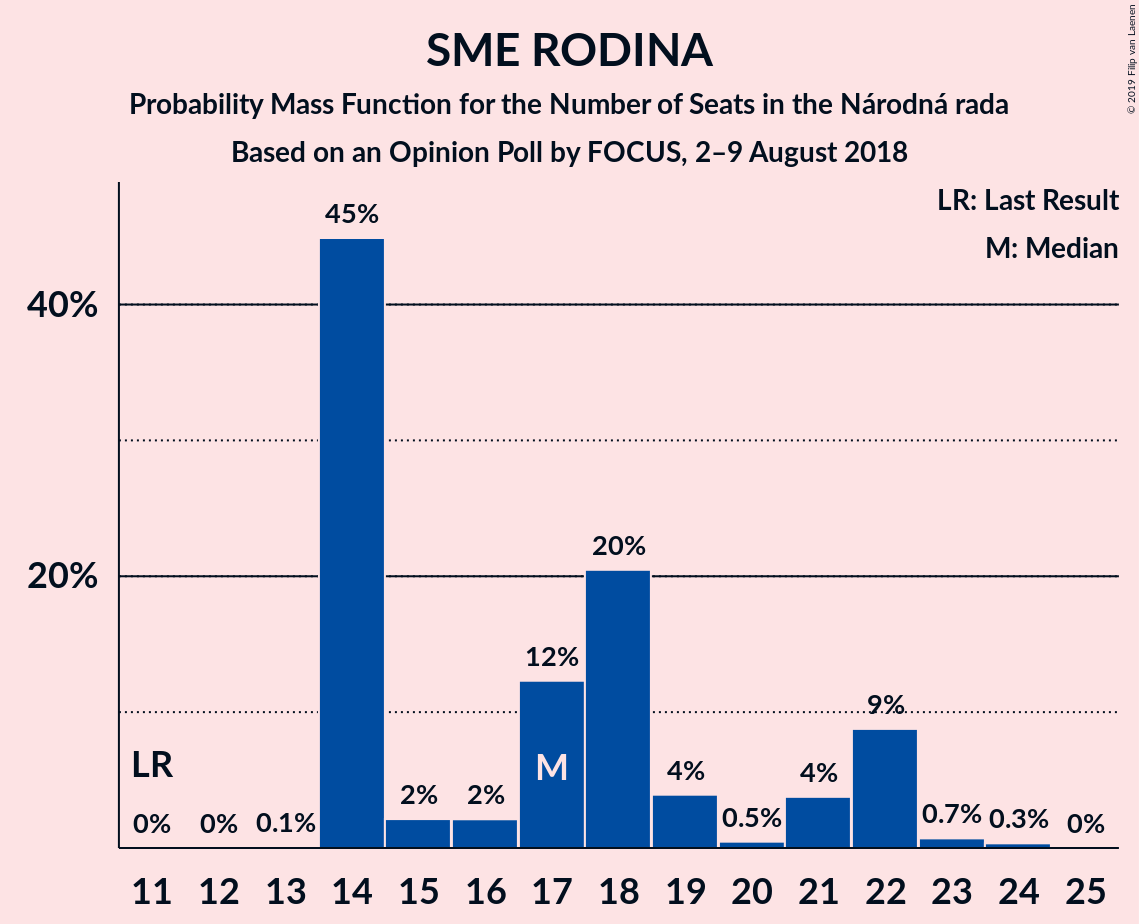 SME RODINA
Probability Mass Function for the Number of Seats in the Národná rada
Based on an Opinion Poll by FOCUS, 2–9 August 2018
© 2019 Filip van Laenen
LR: Last Result
M: Median
45%
40%
20%
20%
12%
9%
LR
M
4%
4%
2%
2%
0%
0%
0.1%
0.5%
0.7%
0.3%
0%
11 12 13 14 15 16 17 18 19 20 21 22 23 24 25